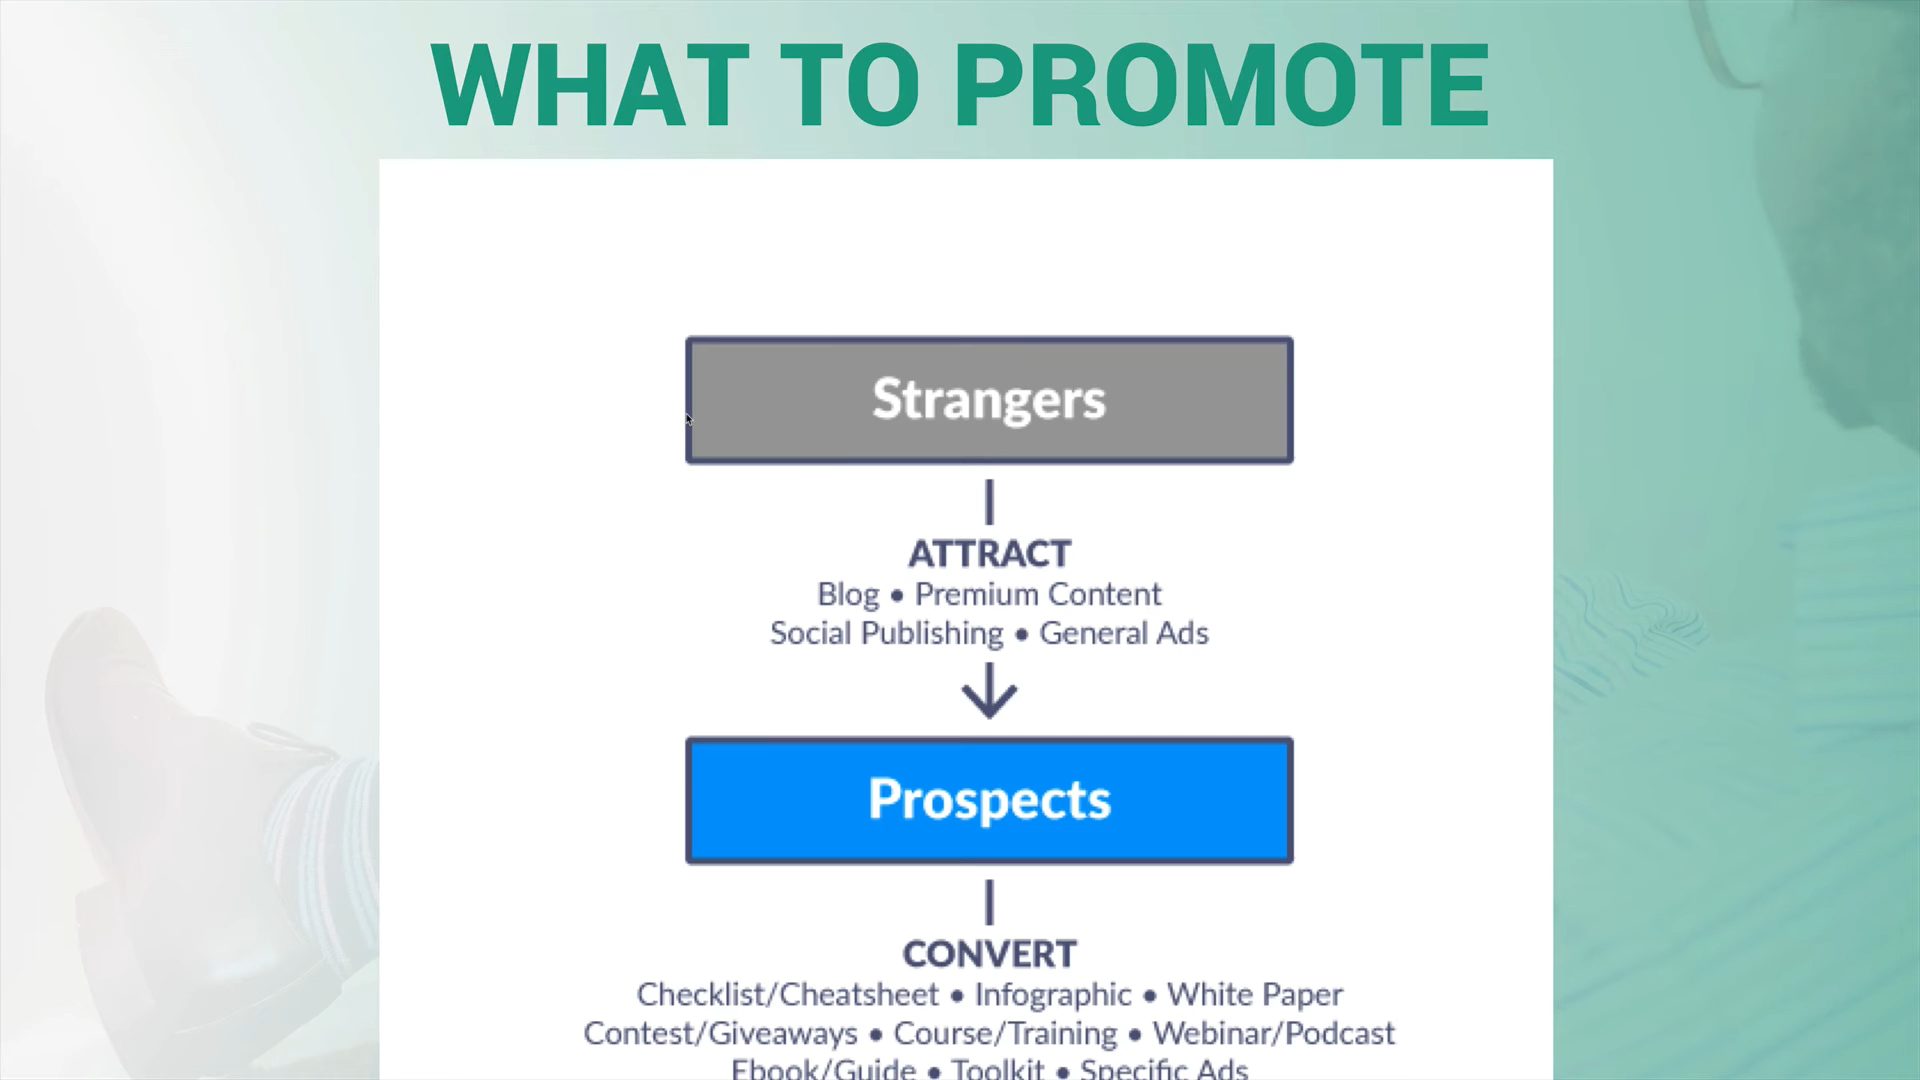 WHAT TO PROMOTE
Strangers
ATTRACT
Blog • Premium Content
Social Publishing • General Ads
Prospects
CONVERT
Checklist/Cheatsheet • Infographic • White Paper
Contest/Giveaways • Course/Training • Webinar/Podcast
Ebook/Guide • Toolkit • Specific Ads